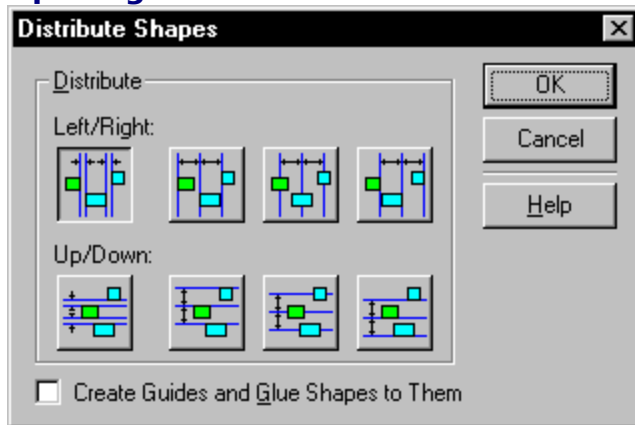 Distribute Shapes
Distribute
OK
Left/Right:
Cancel
Help
Up/Down:
Create Guides and Glue Shapes to Them